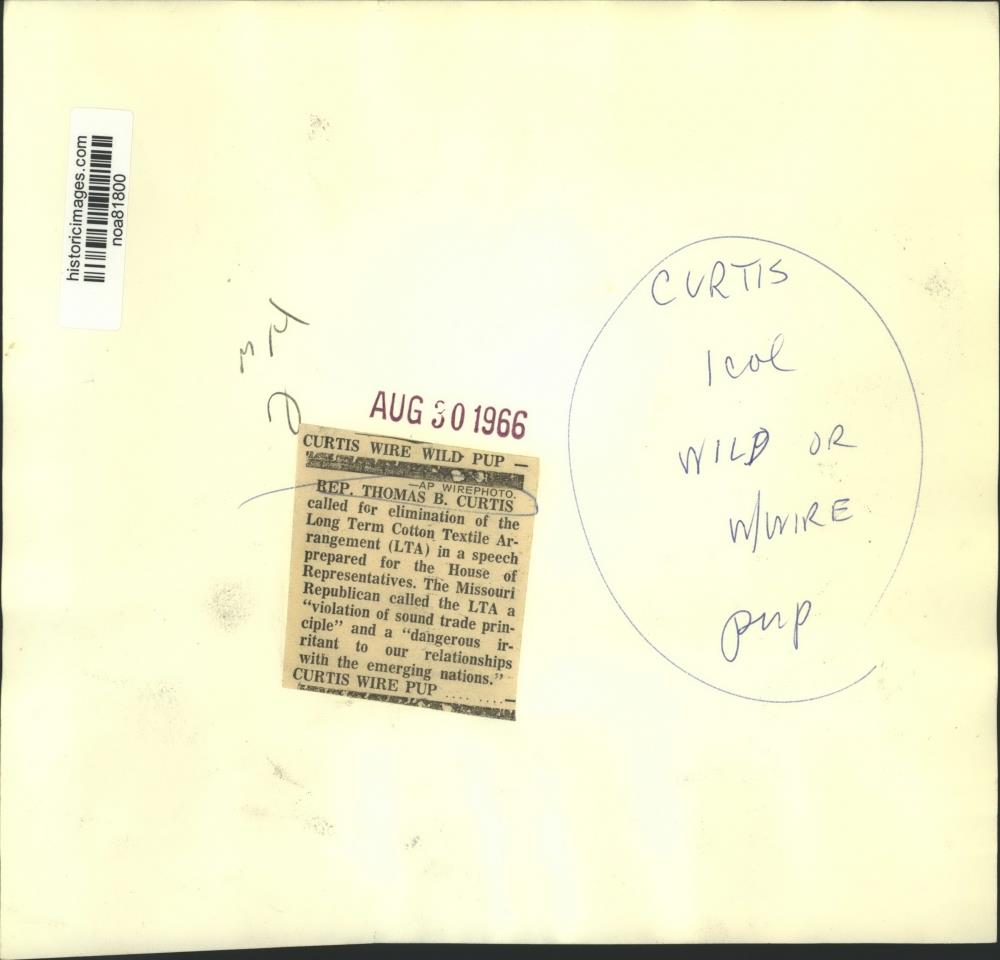 historicimages.com
noa81800
CURTIS
1 col
WILD OR
W/WIRE
pup
AUG 30 1966
CURTIS WIRE WILD PUP —
—AP WIREPHOTO.
REP. THOMAS B. CURTIS
called for elimination of the
Long Term Cotton Textile Ar-
rangement (LTA) in a speech
prepared for the House of
Representatives. The Missouri
Republican called the LTA a
“violation of sound trade prin-
ciple” and a “dangerous ir-
ritant to our relationships
with the emerging nations.”
CURTIS WIRE PUP ........—